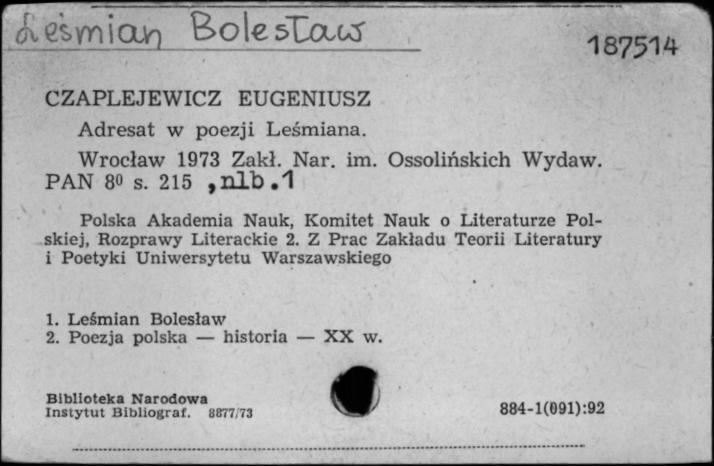 Leśmian Bolesław
187514
CZAPLEJEWICZ EUGENIUSZ
Adresat w poezji Leśmiana.
Wrocław 1973 Zakł. Nar. im. Ossolińskich Wydaw.
PAN 8⁰ s. 215 , nlb. 1
Polska Akademia Nauk, Komitet Nauk o Literaturze Pol-
skiej, Rozprawy Literackie 2. Z Prac Zakładu Teorii Literatury
i Poetyki Uniwersytetu Warszawskiego
1. Leśmian Bolesław
2. Poezja polska — historia — XX w.
Biblioteka Narodowa
Instytut Bibliograf. 8877/73
884-1(091):92